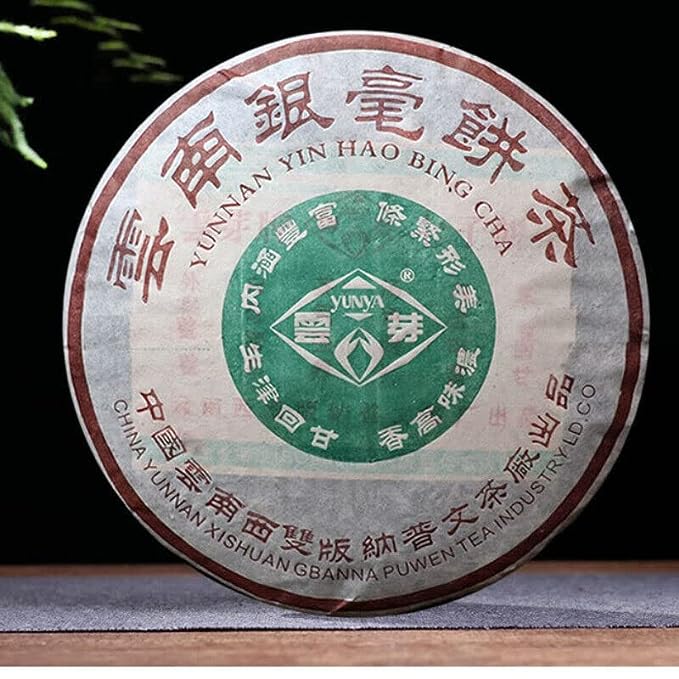 雲南銀毫餅茶
YUNNAN YIN HAO BING CHA
內涵豐富 條緊形美
生津回甘 香高味濃
YUNYA ®
雲芽
中國雲南西雙版納普文茶廠出品
CHINA YUNNAN XISHUAN GBANNA PUWEN TEA INDUSTRY.LD.CO